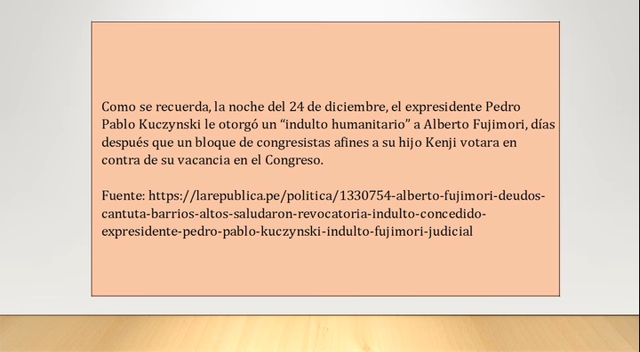 Como se recuerda, la noche del 24 de diciembre, el expresidente Pedro
Pablo Kuczynski le otorgó un “indulto humanitario” a Alberto Fujimori, días
después que un bloque de congresistas afines a su hijo Kenji votara en
contra de su vacancia en el Congreso.
Fuente: https://larepublica.pe/politica/1330754-alberto-fujimori-deudos-
cantuta-barrios-altos-saludaron-revocatoria-indulto-concedido-
expresidente-pedro-pablo-kuczynski-indulto-fujimori-judicial